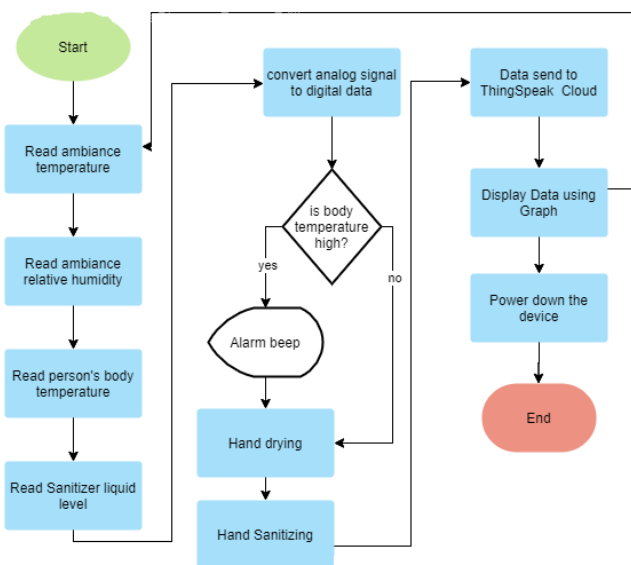 Start
Read ambiance
temperature
Read ambiance
relative humidity
Read person's body
temperature
Read Sanitizer liquid
level
convert analog signal
to digital data
is body
temperature
high?
yes
no
Alarm beep
Hand drying
Hand Sanitizing
Data send to
ThingSpeak Cloud
Display Data using
Graph
Power down the
device
End